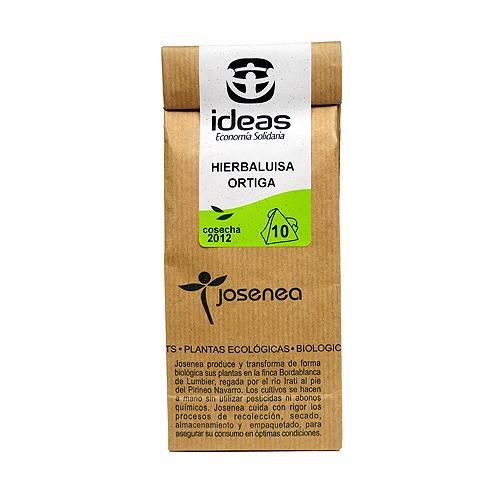 ideas
Economía Solidaria
HIERBALUISA
ORTIGA
cosecha
2012
10
josenea
TS • PLANTAS ECOLÓGICAS • BIOLOGIC
Josenea produce y transforma de forma
biológica sus plantas en la finca Bordablanca
de Lumbier, regada por el río Irati al pie
del Pirineo Navarro. Los cultivos se hacen
a mano sin utilizar pesticidas ni abonos
químicos. Josenea cuida con rigor los
procesos de recolección, secado,
almacenamiento y empaquetado, para
asegurar su consumo en óptimas condiciones.